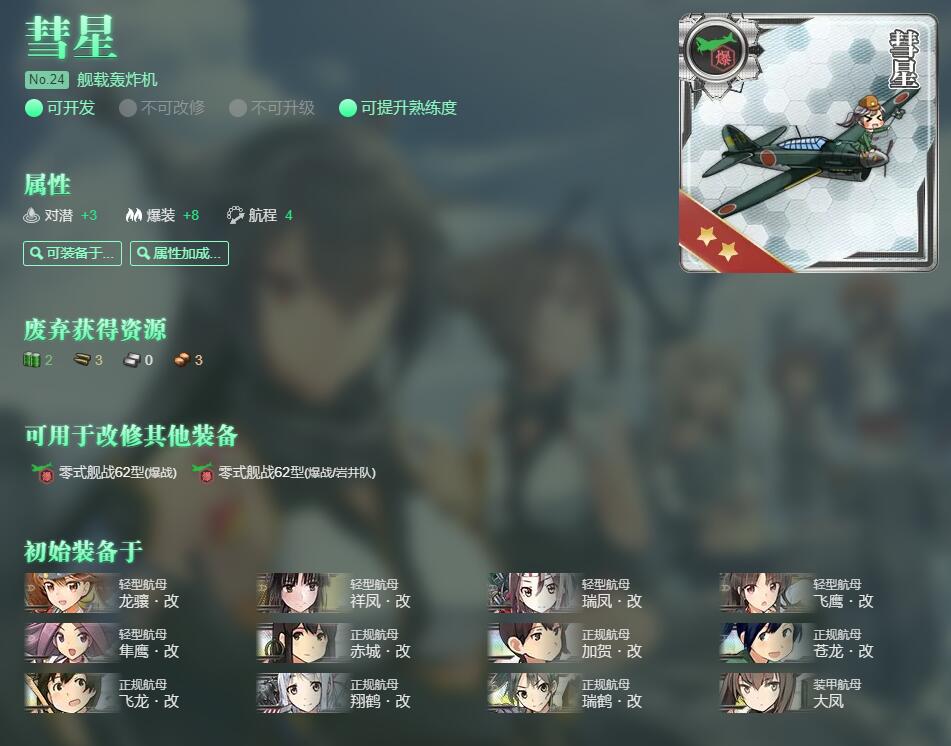 彗星
No.24 舰载轰炸机
可开发 不可改修 不可升级 可提升熟练度
爆
彗星
属性
对潜 +3 爆装 +8 航程 4
可装备于... 属性加成...
废弃获得资源
2 3 0 3
可用于改修其他装备
零式舰战62型(爆战) 零式舰战62型(爆战/岩井队)
初始装备于
轻型航母 轻型航母 轻型航母 轻型航母
龙骧·改 祥凤·改 瑞凤·改 飞鹰·改
轻型航母 正规航母 正规航母 正规航母
隼鹰·改 赤城·改 加贺·改 苍龙·改
正规航母 正规航母 正规航母 装甲航母
飞龙·改 翔鹤·改 瑞鹤·改 大凤